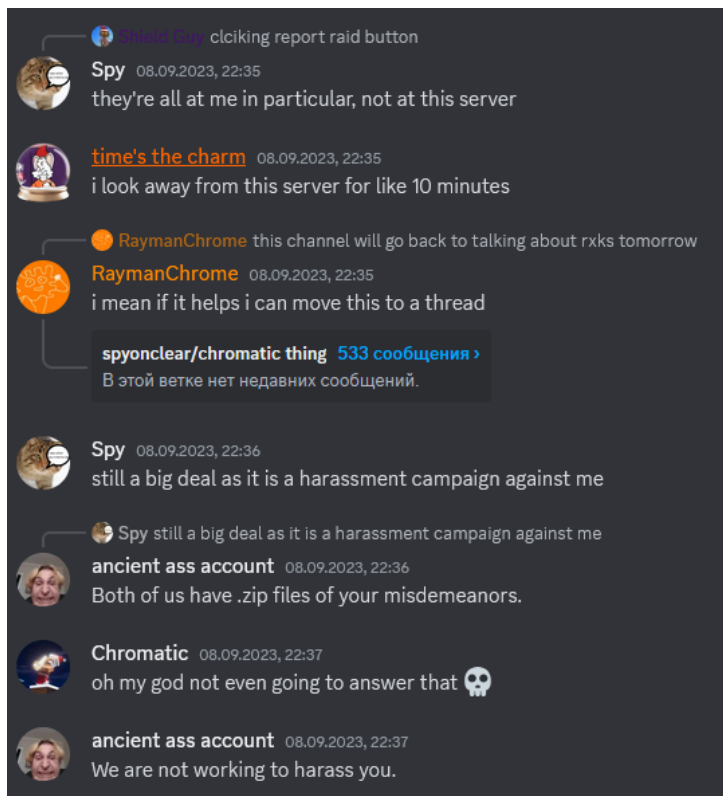 Shield Guy clciking report raid button
Spy 08.09.2023, 22:35
they're all at me in particular, not at this server
time's the charm 08.09.2023, 22:35
i look away from this server for like 10 minutes
RaymanChrome this channel will go back to talking about rxks tomorrow
RaymanChrome 08.09.2023, 22:35
i mean if it helps i can move this to a thread
spyonclear/chromatic thing 533 сообщения ›
В этой ветке нет недавних сообщений.
Spy 08.09.2023, 22:36
still a big deal as it is a harassment campaign against me
Spy still a big deal as it is a harassment campaign against me
ancient ass account 08.09.2023, 22:36
Both of us have .zip files of your misdemeanors.
Chromatic 08.09.2023, 22:37
oh my god not even going to answer that 💀
ancient ass account 08.09.2023, 22:37
We are not working to harass you.